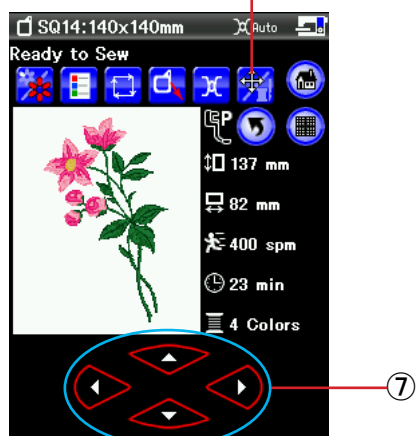 SQ14:140x140mm Auto
Ready to Sew
P
137 mm
82 mm
400 spm
23 min
4 Colors
⑦